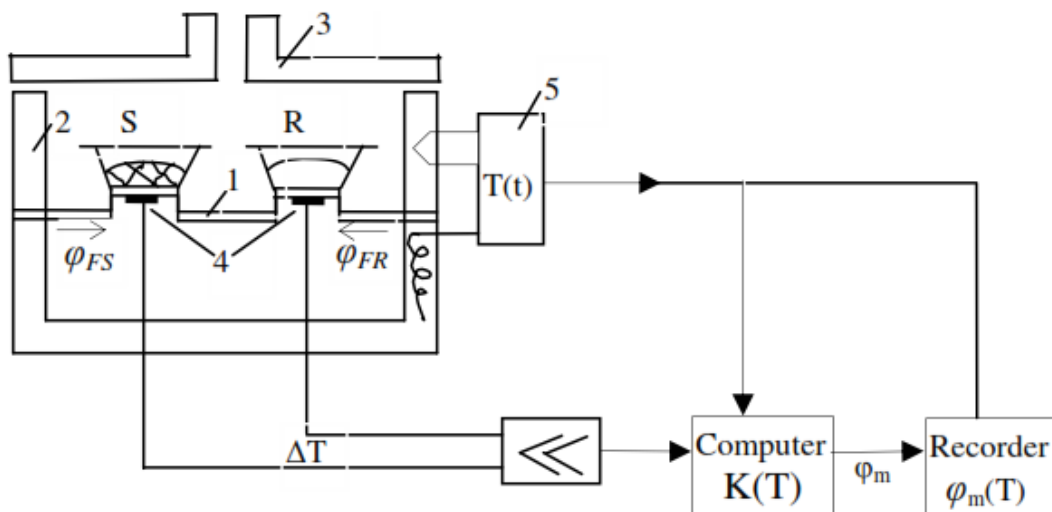 3
5
2
S
R
1
T(t)
φFS
4
φFR
ΔT
Computer
K(T)
φm
Recorder
φm(T)